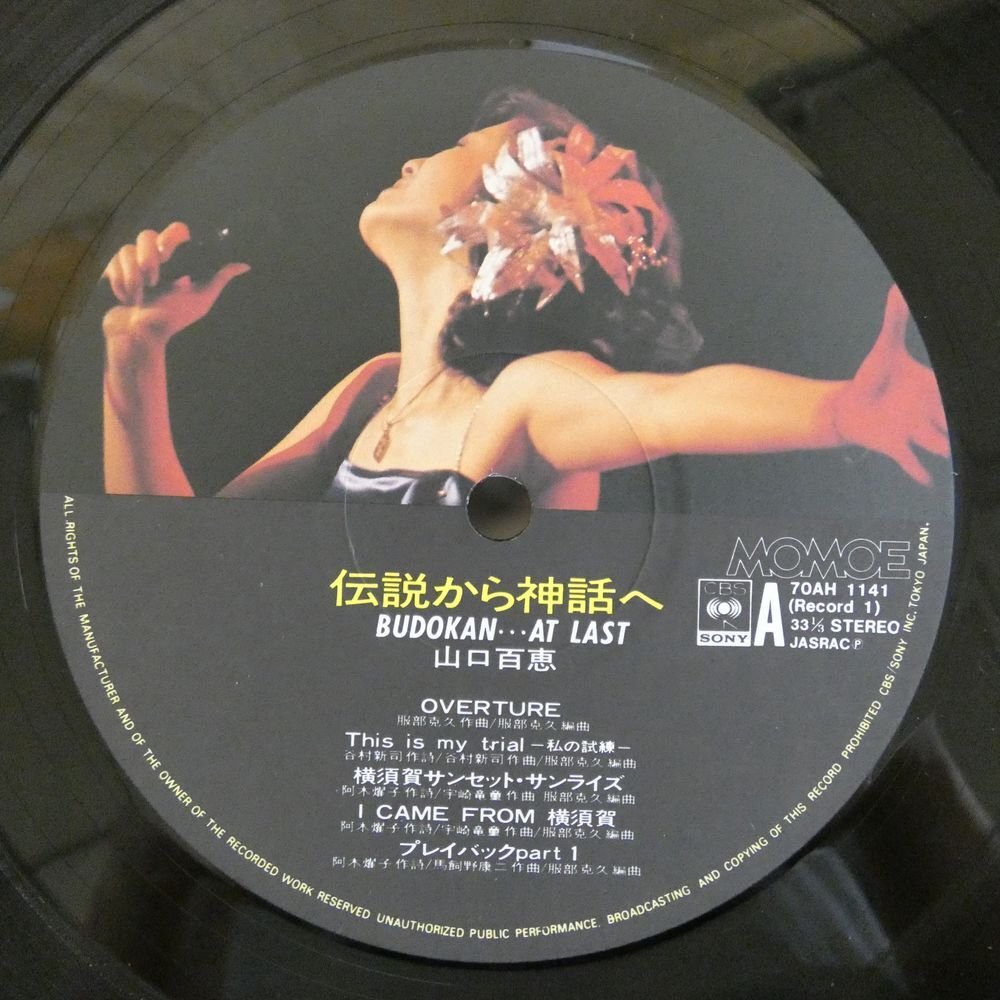 MOMOE
CBS
SONY
A
70AH 1141
(Record 1)
33 1/3 STEREO
JASRAC Ⓟ
伝説から神話へ
BUDOKAN…AT LAST
山口百恵
OVERTURE
服部克久作曲/服部克久編曲
This is my trial −私の試練−
谷村新司作詩/谷村新司作曲/服部克久編曲
横須賀サンセット・サンライズ
阿木燿子作詩/宇崎竜童作曲 服部克久編曲
I CAME FROM 横須賀
阿木燿子作詩/宇崎竜童作曲/服部克久編曲
プレイバックpart 1
阿木燿子作詩/馬飼野康二作曲/服部克久編曲
ALL RIGHTS OF THE MANUFACTURER AND OF THE OWNER OF THE RECORDED WORK RESERVED UNAUTHORIZED PUBLIC PERFORMANCE. BROADCASTING AND COPYING OF THIS RECORD PROHIBITED CBS/SONY INC. TOKYO JAPAN.